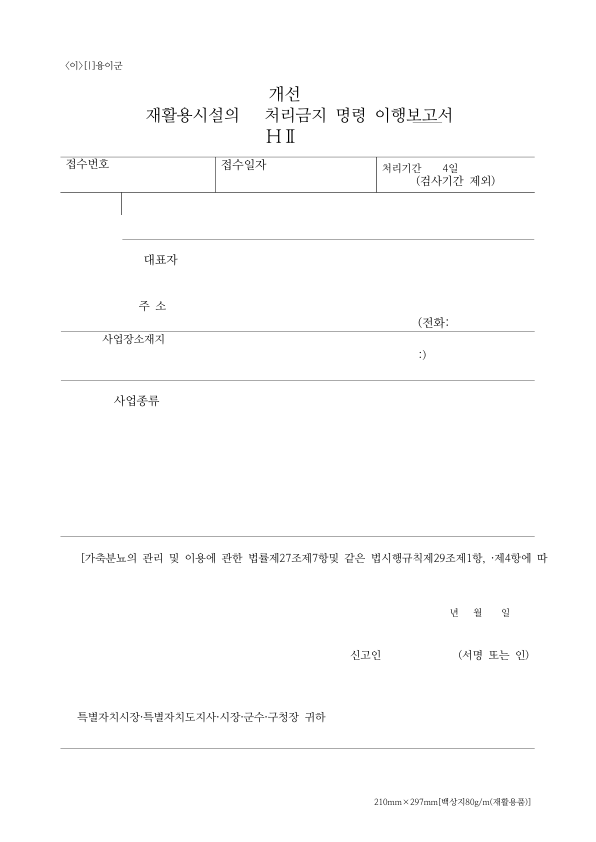 〈이〉[Ⅰ]용이군
개선
재활용시설의 처리금지 명령 이행보고서
HⅡ
접수번호 접수일자 처리기간 4일
(검사기간 제외)
대표자
주 소
(전화:
사업장소재지
:)
사업종류
[가축분뇨의 관리 및 이용에 관한 법률제27조제7항및 같은 법시행규칙제29조제1항, ·제4항에 따
년 월 일
신고인 (서명 또는 인)
특별자치시장·특별자치도지사·시장·군수·구청장 귀하
210mm×297mm[백상지80g/m(재활용품)]